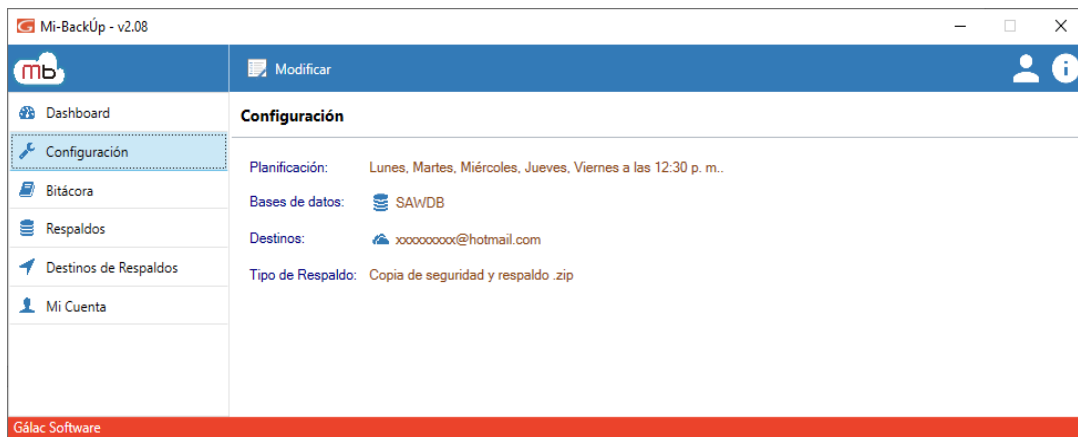 Mi-BackÚp - v2.08
mb
Modificar
Dashboard
Configuración
Bitácora
Respaldos
Destinos de Respaldos
Mi Cuenta
Configuración
Planificación: Lunes, Martes, Miércoles, Jueves, Viernes a las 12:30 p. m..
Bases de datos: SAWDB
Destinos: xxxxxxxxx@hotmail.com
Tipo de Respaldo: Copia de seguridad y respaldo .zip
Gálac Software